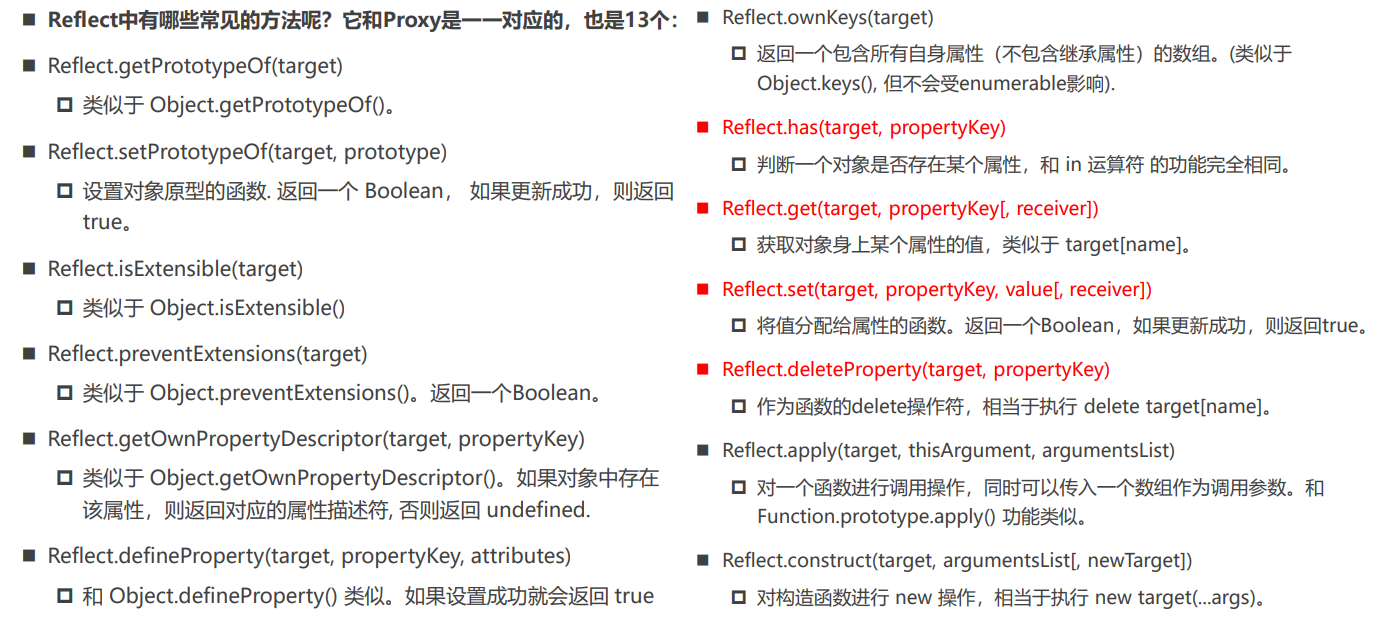 Reflect中有哪些常见的方法呢？它和Proxy是一一对应的，也是13个：
Reflect.getPrototypeOf(target)
类似于 Object.getPrototypeOf()。
Reflect.setPrototypeOf(target, prototype)
设置对象原型的函数. 返回一个 Boolean， 如果更新成功，则返回
true。
Reflect.isExtensible(target)
类似于 Object.isExtensible()
Reflect.preventExtensions(target)
类似于 Object.preventExtensions()。返回一个Boolean。
Reflect.getOwnPropertyDescriptor(target, propertyKey)
类似于 Object.getOwnPropertyDescriptor()。如果对象中存在
该属性，则返回对应的属性描述符, 否则返回 undefined.
Reflect.defineProperty(target, propertyKey, attributes)
和 Object.defineProperty() 类似。如果设置成功就会返回 true
Reflect.ownKeys(target)
返回一个包含所有自身属性（不包含继承属性）的数组。(类似于
Object.keys(), 但不会受enumerable影响).
Reflect.has(target, propertyKey)
判断一个对象是否存在某个属性，和 in 运算符 的功能完全相同。
Reflect.get(target, propertyKey[, receiver])
获取对象身上某个属性的值，类似于 target[name]。
Reflect.set(target, propertyKey, value[, receiver])
将值分配给属性的函数。返回一个Boolean，如果更新成功，则返回true。
Reflect.deleteProperty(target, propertyKey)
作为函数的delete操作符，相当于执行 delete target[name]。
Reflect.apply(target, thisArgument, argumentsList)
对一个函数进行调用操作，同时可以传入一个数组作为调用参数。和
Function.prototype.apply() 功能类似。
Reflect.construct(target, argumentsList[, newTarget])
对构造函数进行 new 操作，相当于执行 new target(...args)。